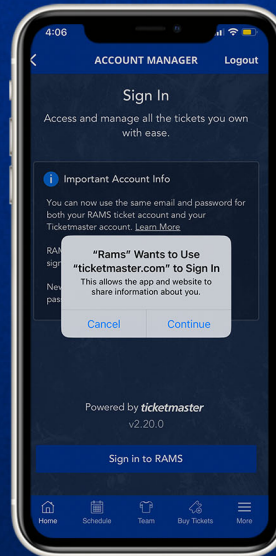 4:06
ACCOUNT MANAGER Logout
Sign In
Access and manage all the tickets you own
with ease.
Important Account Info
You can now use the same email and password for
both your RAMS ticket account and your
Ticketmaster account. Learn More
RAM
sign
New
pass
"Rams" Wants to Use
"ticketmaster.com" to Sign In
This allows the app and website to
share information about you.
Cancel Continue
Powered by ticketmaster
v2.20.0
Sign in to RAMS
Home Schedule Team Buy Tickets More